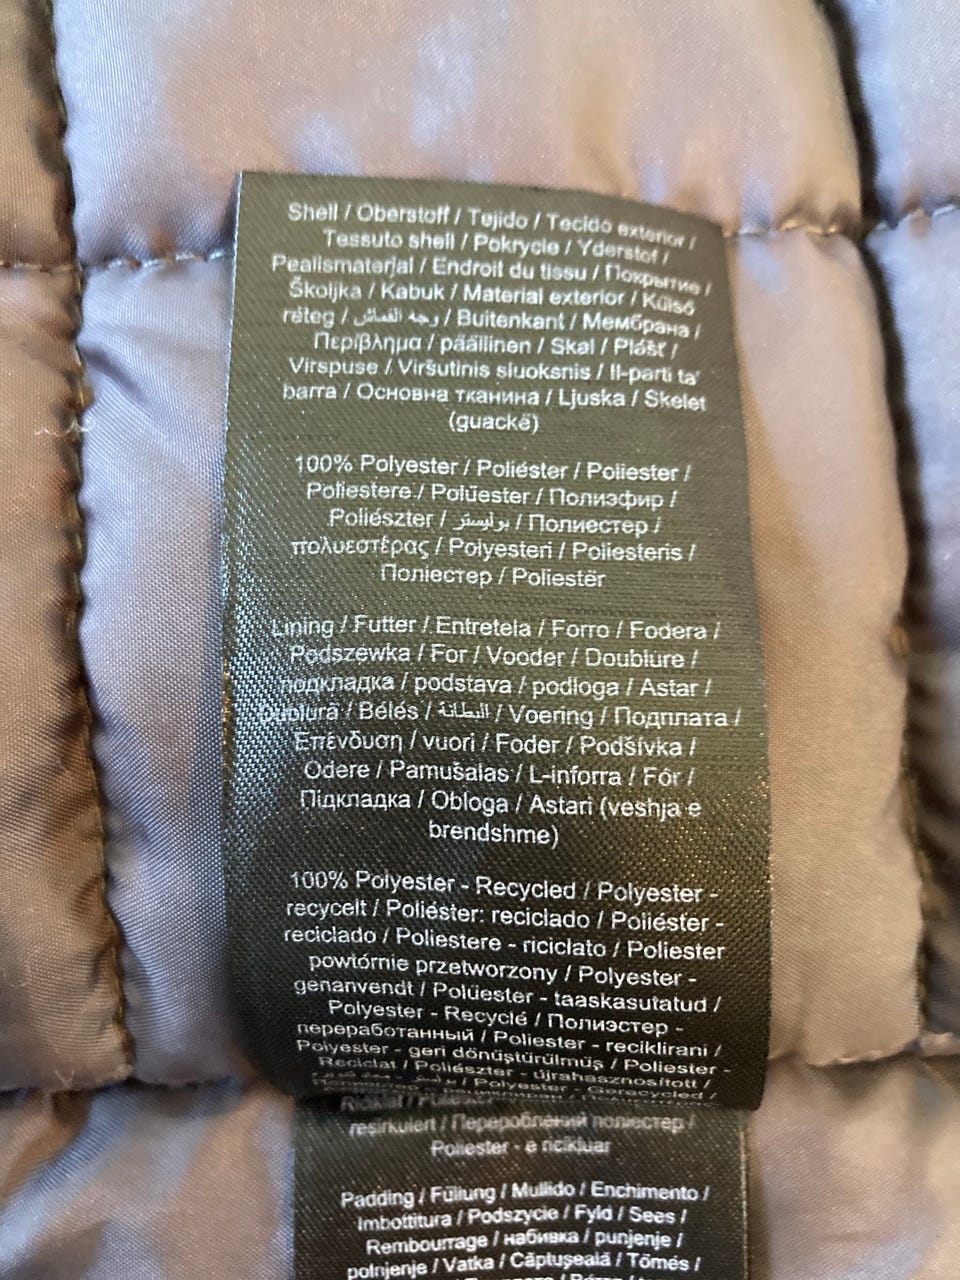 Shell / Oberstoff / Tejido / Tecido exterior /
Tessuto shell / Pokrycie / Yderstof /
Pealismaterjal / Endroit du tissu / Покрытие /
Školjka / Kabuk / Material exterior / Külső
réteg / وجه القماش / Buitenkant / Мембрана /
Περίβλημα / päällinen / Skal / Plášť /
Virspuse / Viršutinis sluoksnis / Il-parti ta'
barra / Основна тканина / Ljuska / Skelet
(guackë)
100% Polyester / Poliéster / Poliester /
Poliestere / Polüester / Полиэфир /
Poliészter / بوليستر / Полиестер /
πολυεστέρας / Polyesteri / Poliesteris /
Поліестер / Poliestër
Lining / Futter / Entretela / Forro / Fodera /
Podszewka / For / Vooder / Doublure /
подкладка / podstava / podloga / Astar /
Dublură / Bélés / البطانة / Voering / Подплата /
Επένδυση / vuori / Foder / Podšívka /
Odere / Pamušalas / L-inforra / Fór /
Підкладка / Obloga / Astari (veshja e
brendshme)
100% Polyester - Recycled / Polyester -
recycelt / Poliéster: reciclado / Poliéster -
reciclado / Poliestere - riciclato / Poliester
powtórnie przetworzony / Polyester -
genanvendt / Polüester - taaskasutatud /
Polyester - Recyclé / Полиэстер -
переработанный / Poliester - reciklirani /
Polyester - geri dönüştürülmüş / Poliester -
Reciclat / Poliészter - újrahasznosított /
/ Polyester - Gerecycled /
resirkulert / Перероблений поліестер /
Poliester - e ricikluar
Padding / Füllung / Mullido / Enchimento /
Imbottitura / Podszycie / Fyld / Sees /
Rembourrage / набивка / punjenje /
polnjenje / Vatka / Căptușeală / Tömés /